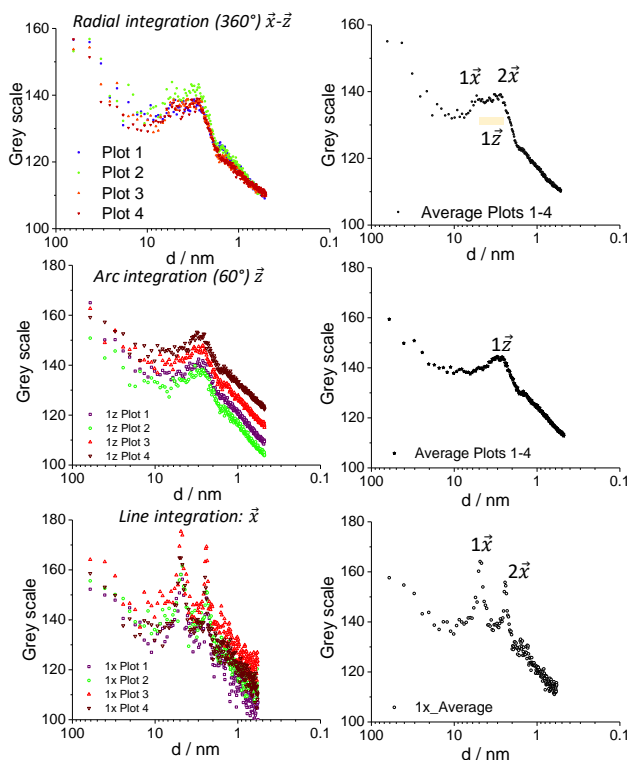 Radial integration (360°) x⃗-z⃗
160
140
120
100
Grey scale
Plot 1
Plot 2
Plot 3
Plot 4
100
10
1
0.1
d / nm
160
140
120
100
Grey scale
1x⃗
2x⃗
1z⃗
Average Plots 1-4
100
10
1
0.1
d / nm
Arc integration (60°) z⃗
180
160
140
120
100
Grey scale
1z Plot 1
1z Plot 2
1z Plot 3
1z Plot 4
100
10
1
0.1
d / nm
180
160
140
120
100
Grey scale
1z⃗
Average Plots 1-4
100
10
1
0.1
d / nm
Line integration: x⃗
180
160
140
120
100
Grey scale
1x Plot 1
1x Plot 2
1x Plot 3
1x Plot 4
100
10
1
0.1
d / nm
180
160
140
120
100
Grey scale
1x⃗
2x⃗
1x_Average
100
10
1
0.1
d / nm